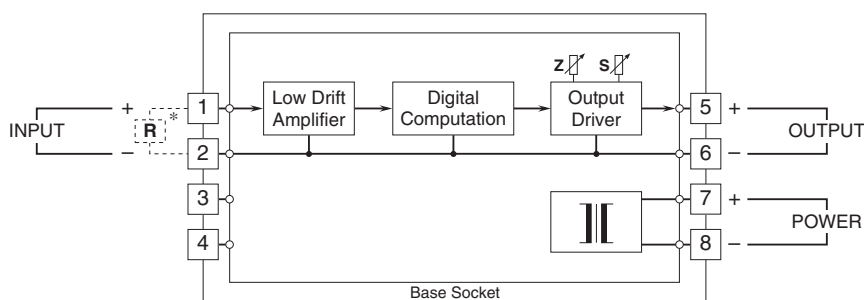 Z S
1 Low Drift Amplifier Digital Computation Output Driver 5 +
+ * 
INPUT R OUTPUT
− 2 6 −
3 7 +
POWER
4 8 −
Base Socket